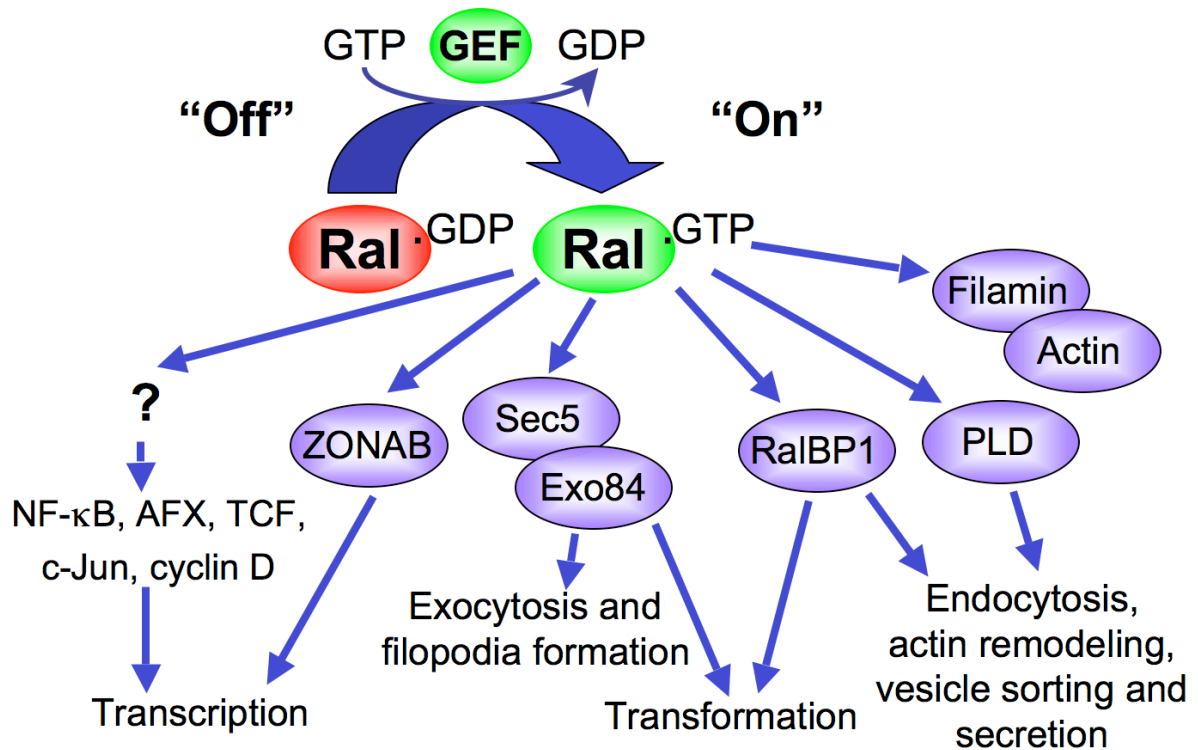 GTP GEF GDP
“Off” “On”
Ral .GDP Ral .GTP
Filamin
Actin
?
ZONAB
Sec5
Exo84
RalBP1
PLD
NF-κB, AFX, TCF,
c-Jun, cyclin D
Exocytosis and
filopodia formation
Endocytosis,
actin remodeling,
vesicle sorting and
secretion
Transcription
Transformation